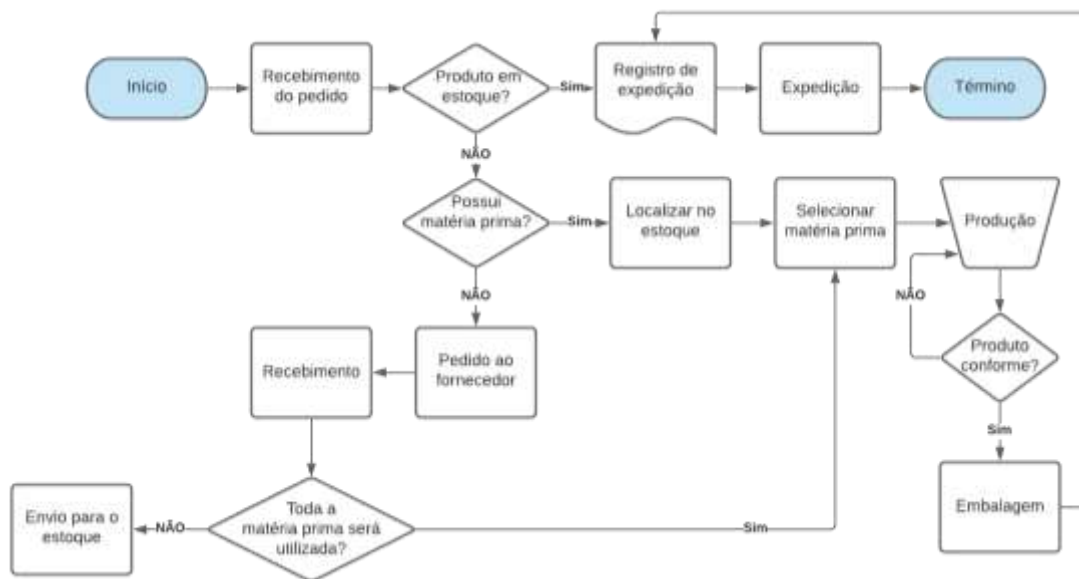 Início
Recebimento
do pedido
Produto em
estoque?
Sim
Registro de
expedição
Expedição
Término
NÃO
Possui
matéria prima?
Sim
Localizar no
estoque
Selecionar
matéria prima
Produção
NÃO
NÃO
Recebimento
Pedido ao
fornecedor
Produto
conforme?
Sim
Envio para o
estoque
NÃO
Toda a
matéria prima será
utilizada?
Sim
Embalagem